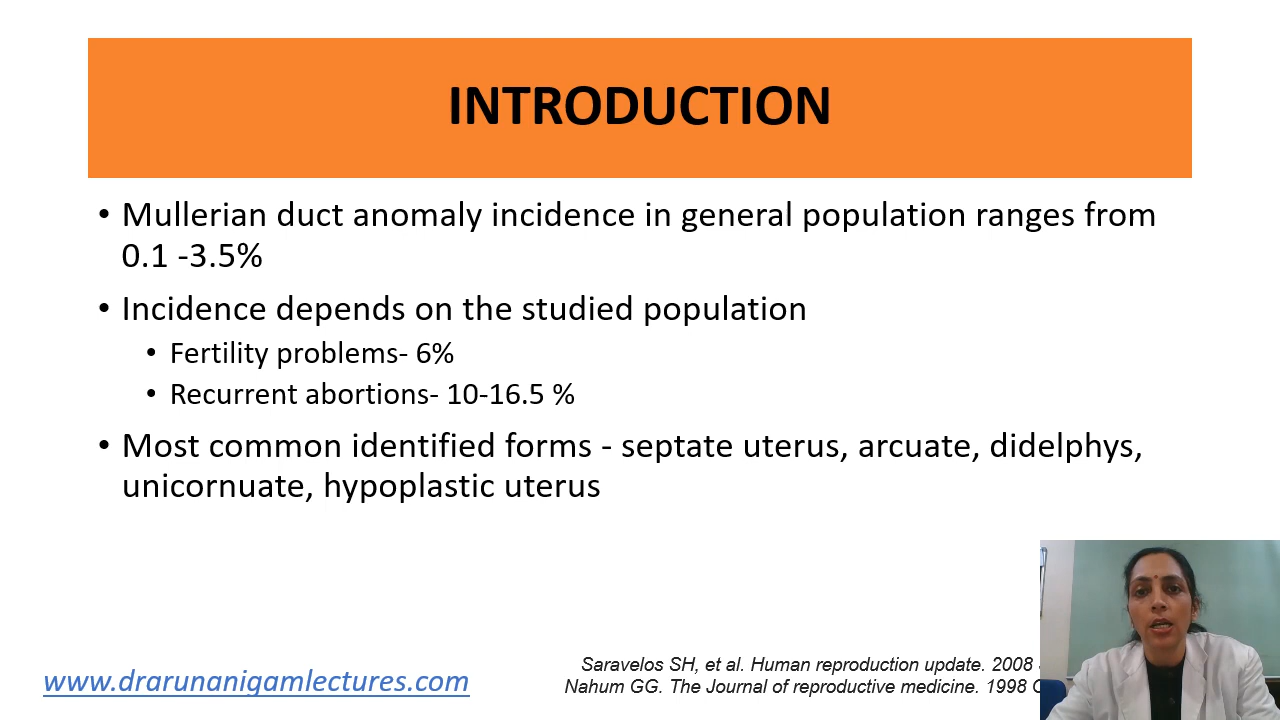 INTRODUCTION
• Mullerian duct anomaly incidence in general population ranges from
0.1 -3.5%
• Incidence depends on the studied population
• Fertility problems- 6%
• Recurrent abortions- 10-16.5 %
• Most common identified forms - septate uterus, arcuate, didelphys,
unicornuate, hypoplastic uterus
Saravelos SH, et al. Human reproduction update. 2008
www.drarunanigamlectures.com
Nahum GG. The Journal of reproductive medicine. 1998